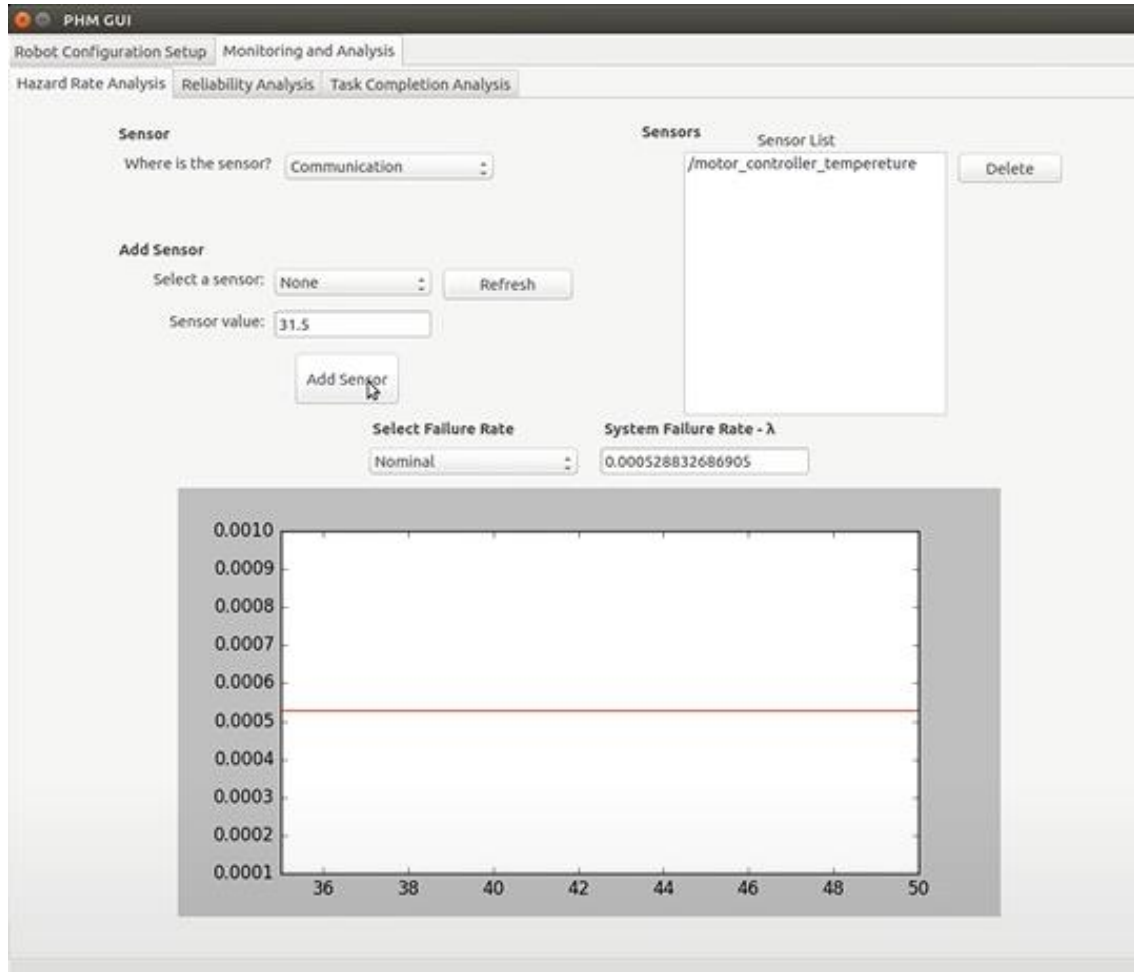 PHM GUI
Robot Configuration Setup Monitoring and Analysis
Hazard Rate Analysis Reliability Analysis Task Completion Analysis
Sensor
Where is the sensor? Communication
Sensors
Sensor List
/motor_controller_tempereture
Delete
Add Sensor
Select a sensor: None Refresh
Sensor value: 31.5
Add Sensor
Select Failure Rate System Failure Rate - λ
Nominal 0.000528832686905
0.0010
0.0009
0.0008
0.0007
0.0006
0.0005
0.0004
0.0003
0.0002
0.0001
36 38 40 42 44 46 48 50